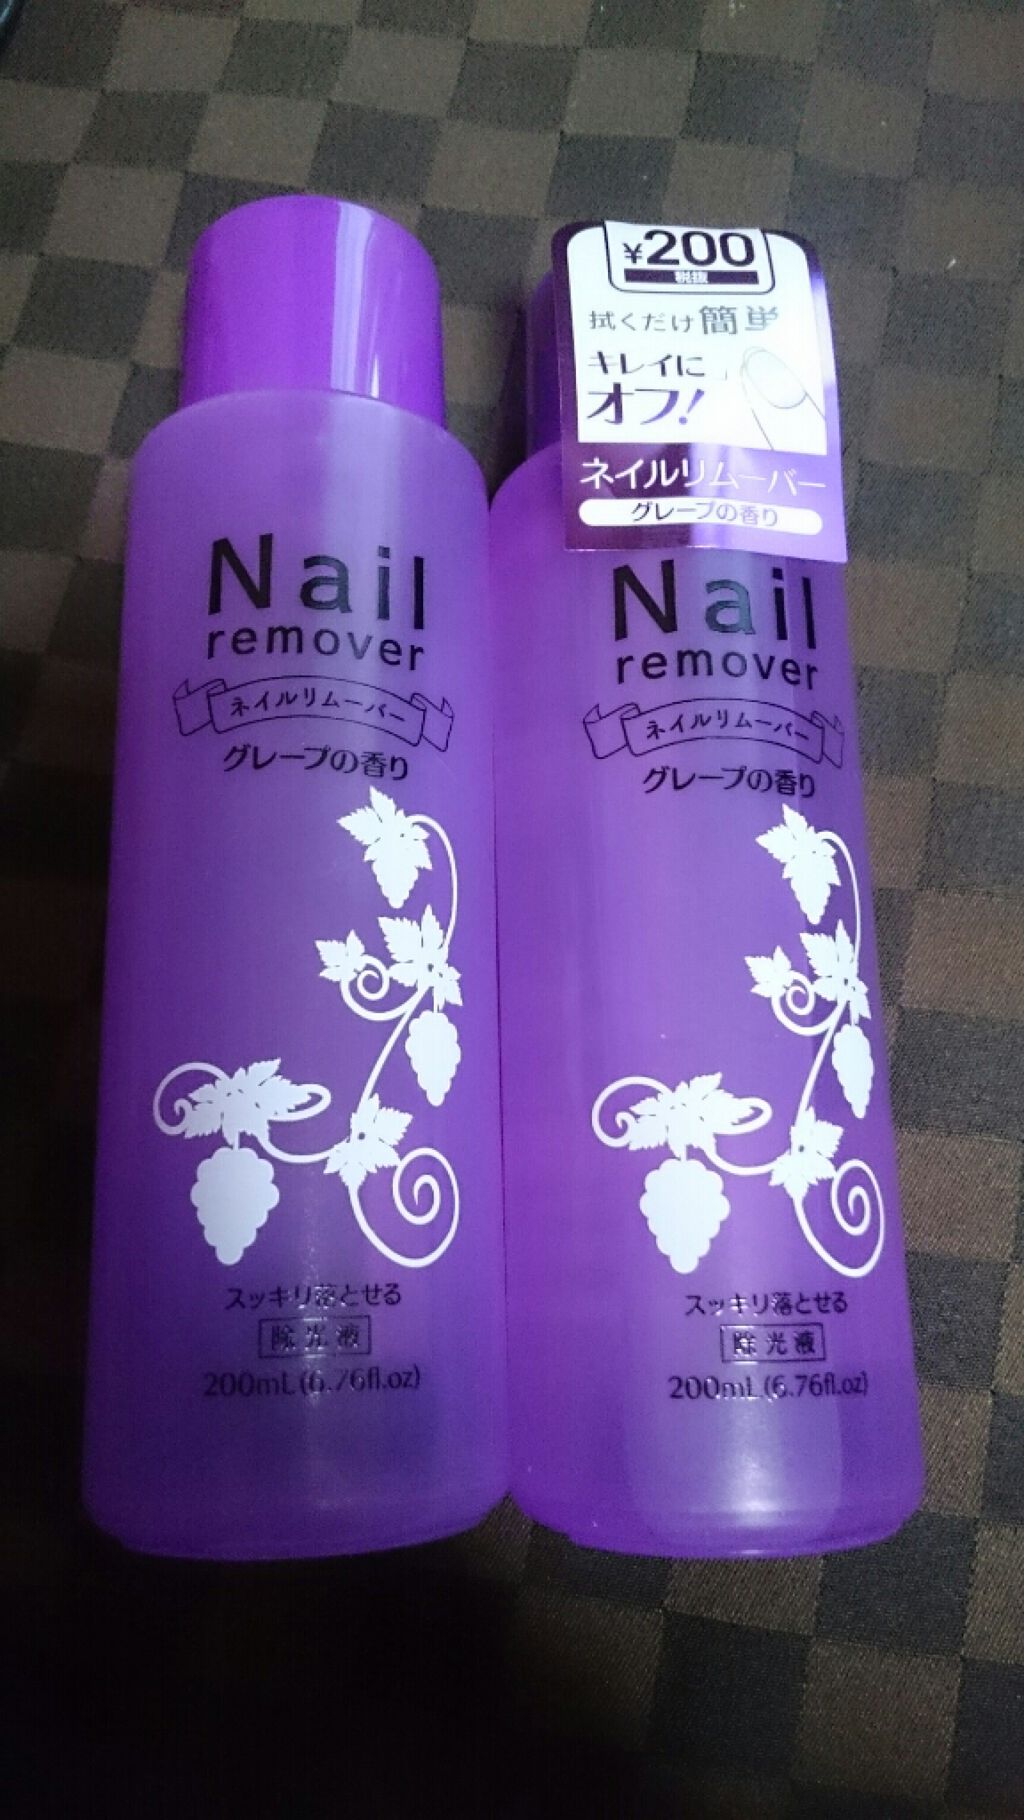 Nail
remover
ネイルリムーバー
グレープの香り
スッキリ落とせる
除光液
200mL(6.76fl.oz)
¥200
税抜
拭くだけ簡単
キレイに
オフ!
ネイルリムーバー
グレープの香り
Nail
remover
ネイルリムーバー
グレープの香り
スッキリ落とせる
除光液
200mL(6.76fl.oz)